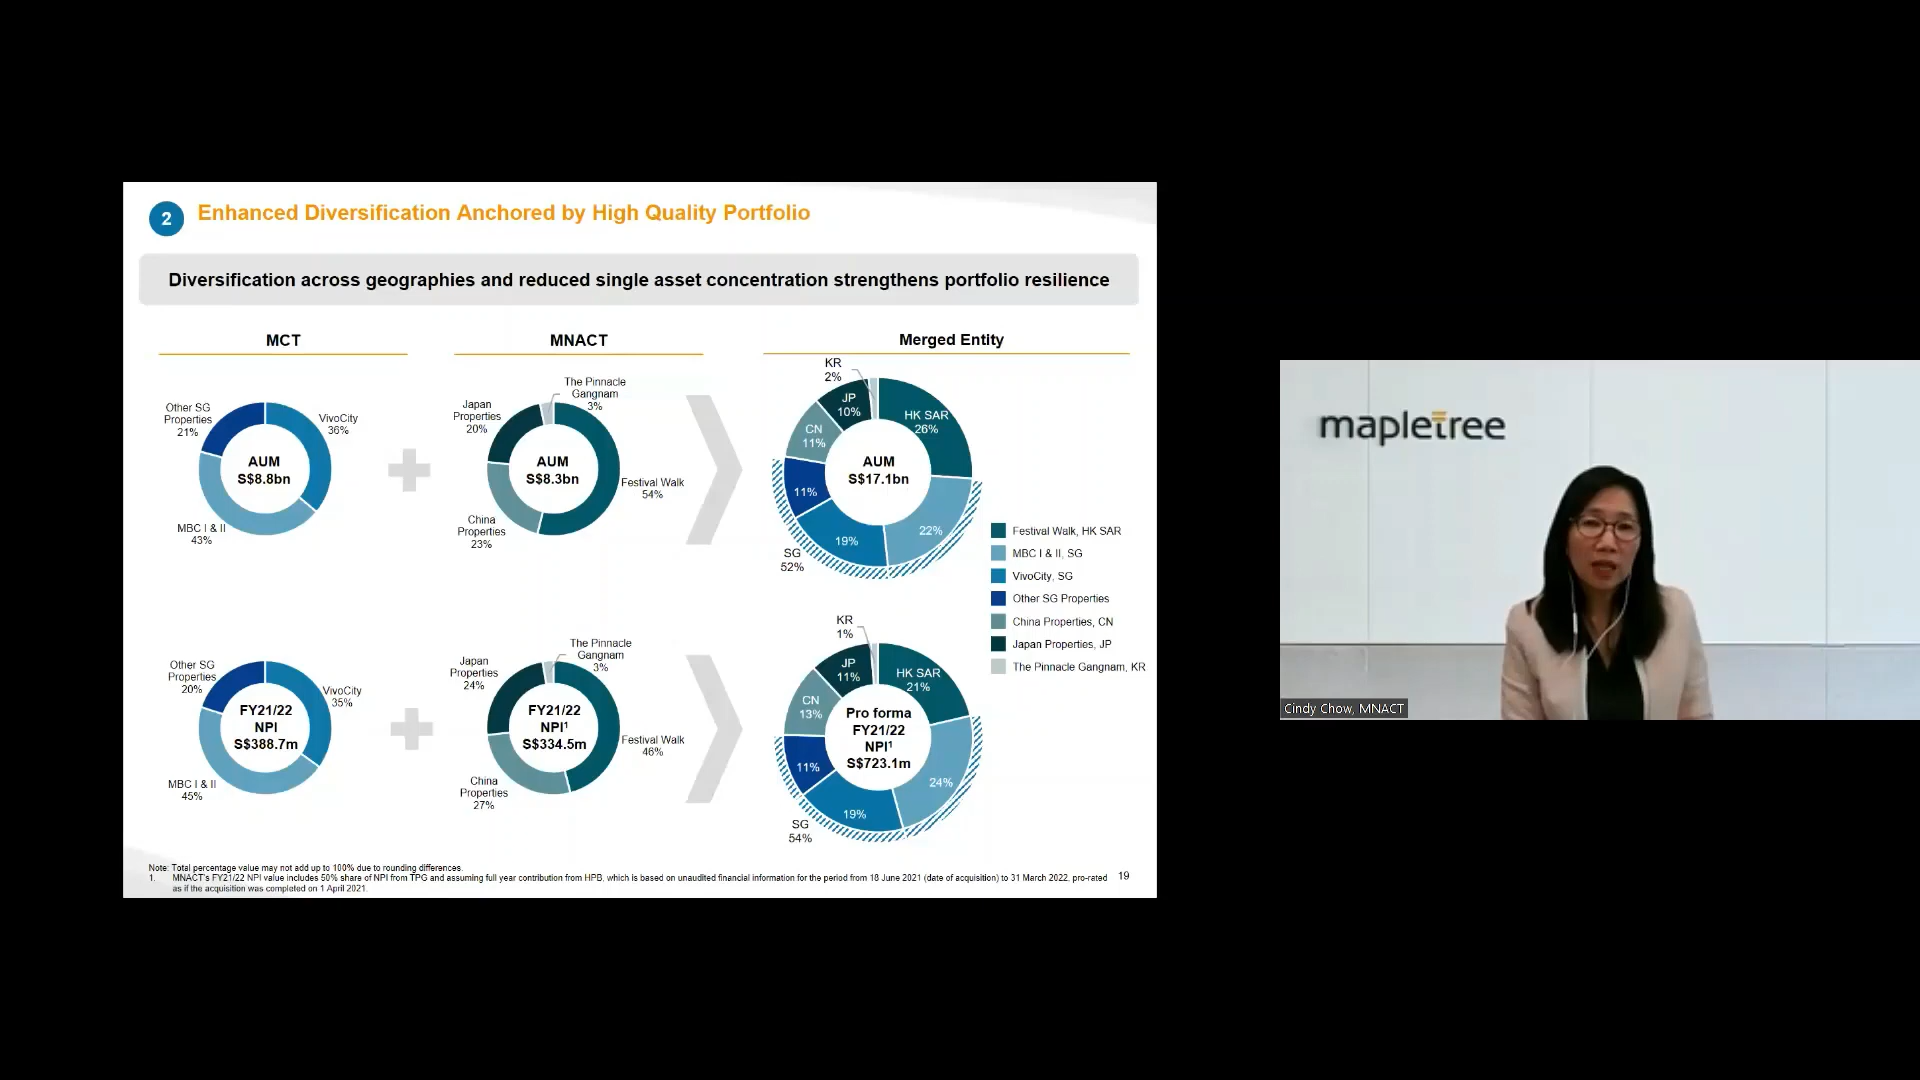 2
Enhanced Diversification Anchored by High Quality Portfolio
Diversification across geographies and reduced single asset concentration strengthens portfolio resilience
MCT
MNACT
Merged Entity
Other SG
Properties
21%
VivoCity
36%
AUM
S$8.8bn
MBC I & II
43%
The Pinnacle
Gangnam
3%
Japan
Properties
20%
AUM
S$8.3bn
Festival Walk
54%
China
Properties
23%
KR
2%
JP
10%
HK SAR
26%
CN
11%
AUM
S$17.1bn
11%
22%
19%
SG
52%
Festival Walk, HK SAR
MBC I & II, SG
VivoCity, SG
Other SG Properties
China Properties, CN
Japan Properties, JP
The Pinnacle Gangnam, KR
Other SG
Properties
20%
VivoCity
35%
FY21/22
NPI
S$388.7m
MBC I & II
45%
The Pinnacle
Gangnam
3%
Japan
Properties
24%
FY21/22
NPI¹
S$334.5m
Festival Walk
46%
China
Properties
27%
KR
1%
JP
11%
HK SAR
21%
CN
13%
Pro forma
FY21/22
NPI¹
S$723.1m
11%
24%
19%
SG
54%
Note: Total percentage value may not add up to 100% due to rounding differences.
1. MNACT's FY21/22 NPI value includes 50% share of NPI from TPG and assuming full year contribution from HPB, which is based on unaudited financial information for the period from 18 June 2021 (date of acquisition) to 31 March 2022, pro-rated
as if the acquisition was completed on 1 April 2021.
19
mapletree
Cindy Chow, MNACT